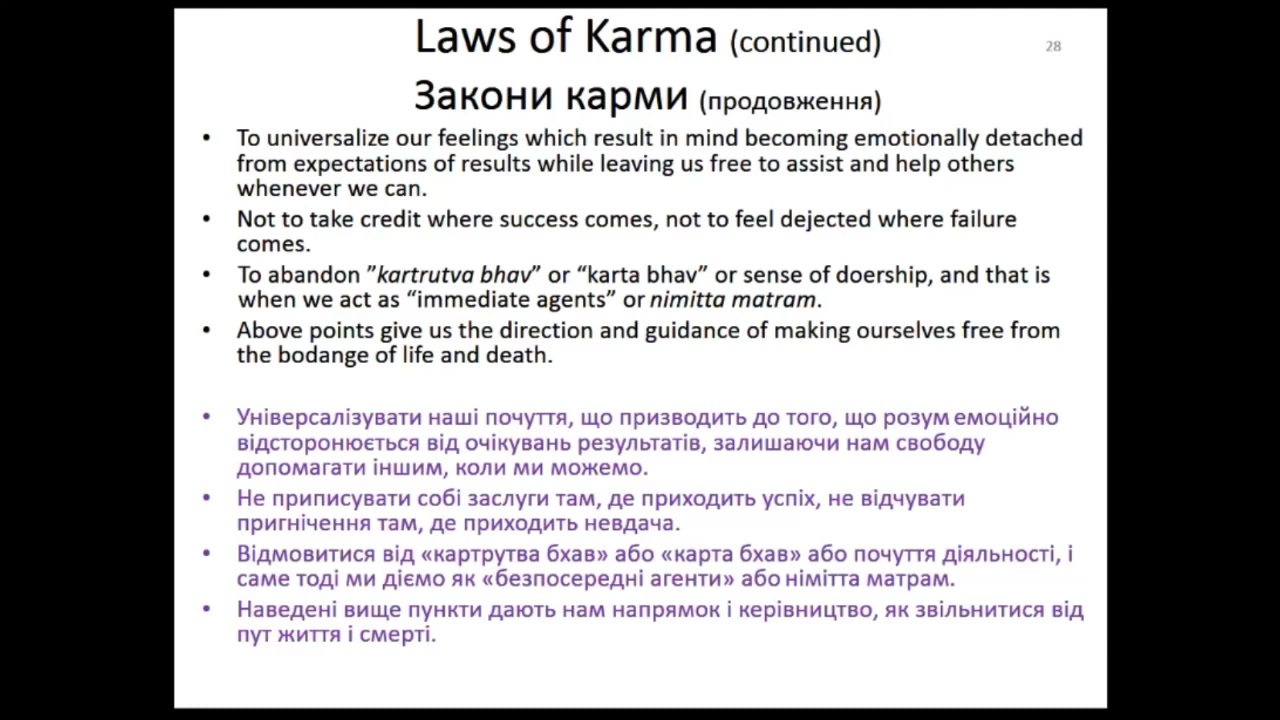 Laws of Karma (continued)
28
Закони карми (продовження)
• To universalize our feelings which result in mind becoming emotionally detached
from expectations of results while leaving us free to assist and help others
whenever we can.
• Not to take credit where success comes, not to feel dejected where failure
comes.
• To abandon ”kartrutva bhav” or “karta bhav” or sense of doership, and that is
when we act as “immediate agents” or nimitta matram.
• Above points give us the direction and guidance of making ourselves free from
the bodange of life and death.
• Універсалізувати наші почуття, що призводить до того, що розум емоційно
відсторонюється від очікувань результатів, залишаючи нам свободу
допомагати іншим, коли ми можемо.
• Не приписувати собі заслуги там, де приходить успіх, не відчувати
пригнічення там, де приходить невдача.
• Відмовитися від «картрутва бхав» або «карта бхав» або почуття діяльності, і
саме тоді ми діємо як «безпосередні агенти» або німітта матрам.
• Наведені вище пункти дають нам напрямок і керівництво, як звільнитися від
пут життя і смерті.